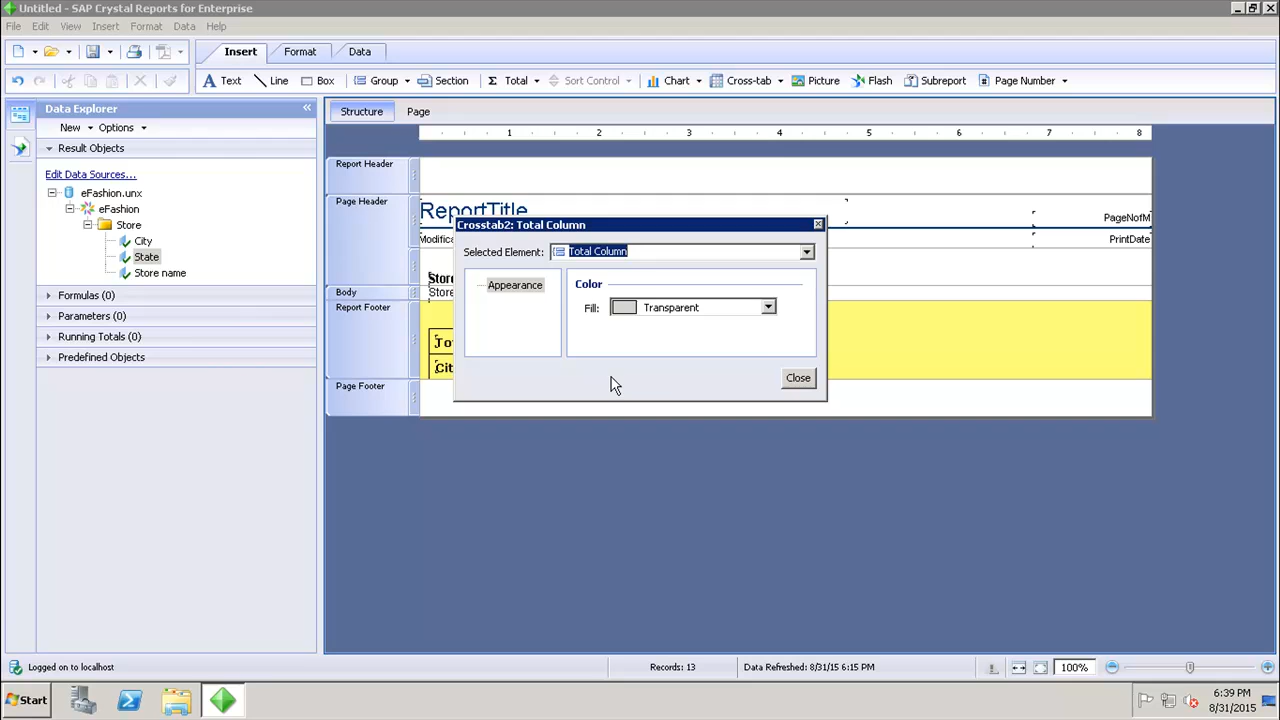 Untitled - SAP Crystal Reports for Enterprise
File Edit View Insert Format Data Help
Insert Format Data
Text Line Box Group Section Σ Total Sort Control Chart Cross-tab Picture Flash Subreport Page Number
Data Explorer
New Options
Result Objects
Edit Data Sources...
eFashion.unx
eFashion
Store
City
State
Store name
Formulas (0)
Parameters (0)
Running Totals (0)
Predefined Objects
Structure Page
1 2 3 4 5 6 7 8
Report Header
Page Header
ReportTitle
PageNofM
Modifica
PrintDate
Store
Body
Store
Report Footer
To
Cit
Page Footer
Crosstab2: Total Column
Selected Element: Total Column
Appearance
Color
Fill: Transparent
Close
Logged on to localhost
Records: 13
Data Refreshed: 8/31/15 6:15 PM
100%
Start
6:39 PM
8/31/2015